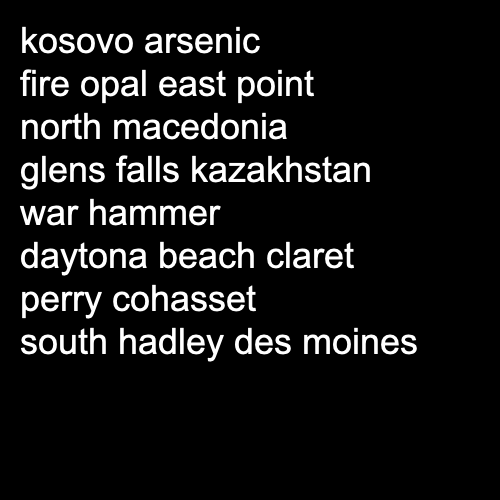 kosovo arsenic
fire opal east point
north macedonia
glens falls kazakhstan
war hammer
daytona beach claret
perry cohasset
south hadley des moines